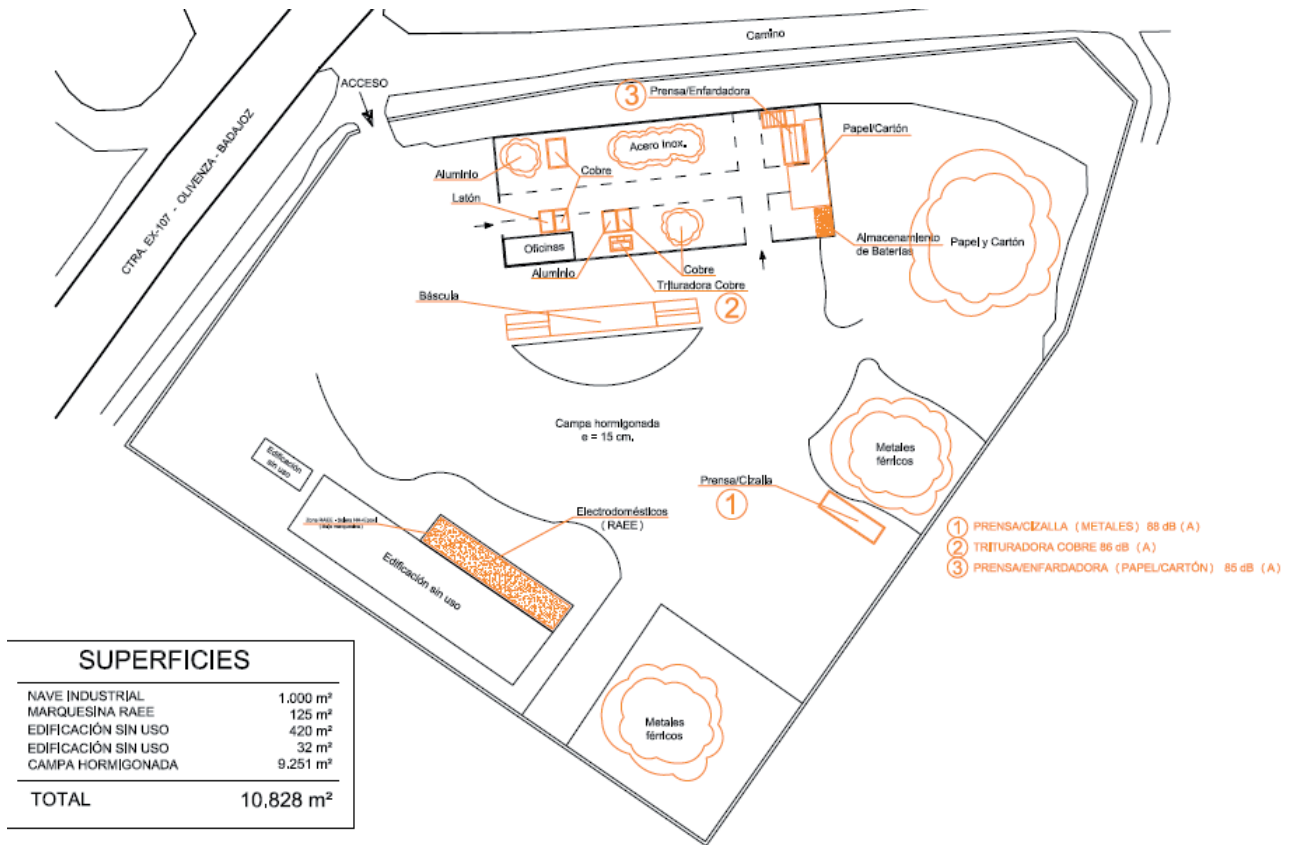 Camino
ACCESO
CTRA. EX-107 - OLIVENZA - BADAJOZ
3 Prensa/Enfardadora
Papel/Cartón
Acero Inox.
Aluminio
Cobre
Latón
Oficinas
Aluminio
Cobre
Trituradora Cobre
2
Almacenamiento
de Baterías
Papel y Cartón
Báscula
Campa hormigonada
e = 15 cm.
Metales
férricos
Prensa/Cizalla
1
Edificación
sin uso
Electrodomésticos
(RAEE)
Edificación sin uso
Metales
férricos
1 PRENSA/CIZALLA (METALES) 88 dB (A)
2 TRITURADORA COBRE 86 dB (A)
3 PRENSA/ENFARDADORA (PAPEL/CARTÓN) 85 dB (A)
SUPERFICIES
NAVE INDUSTRIAL 1.000 m²
MARQUESINA RAEE 125 m²
EDIFICACIÓN SIN USO 420 m²
EDIFICACIÓN SIN USO 32 m²
CAMPA HORMIGONADA 9.251 m²
TOTAL 10,828 m²